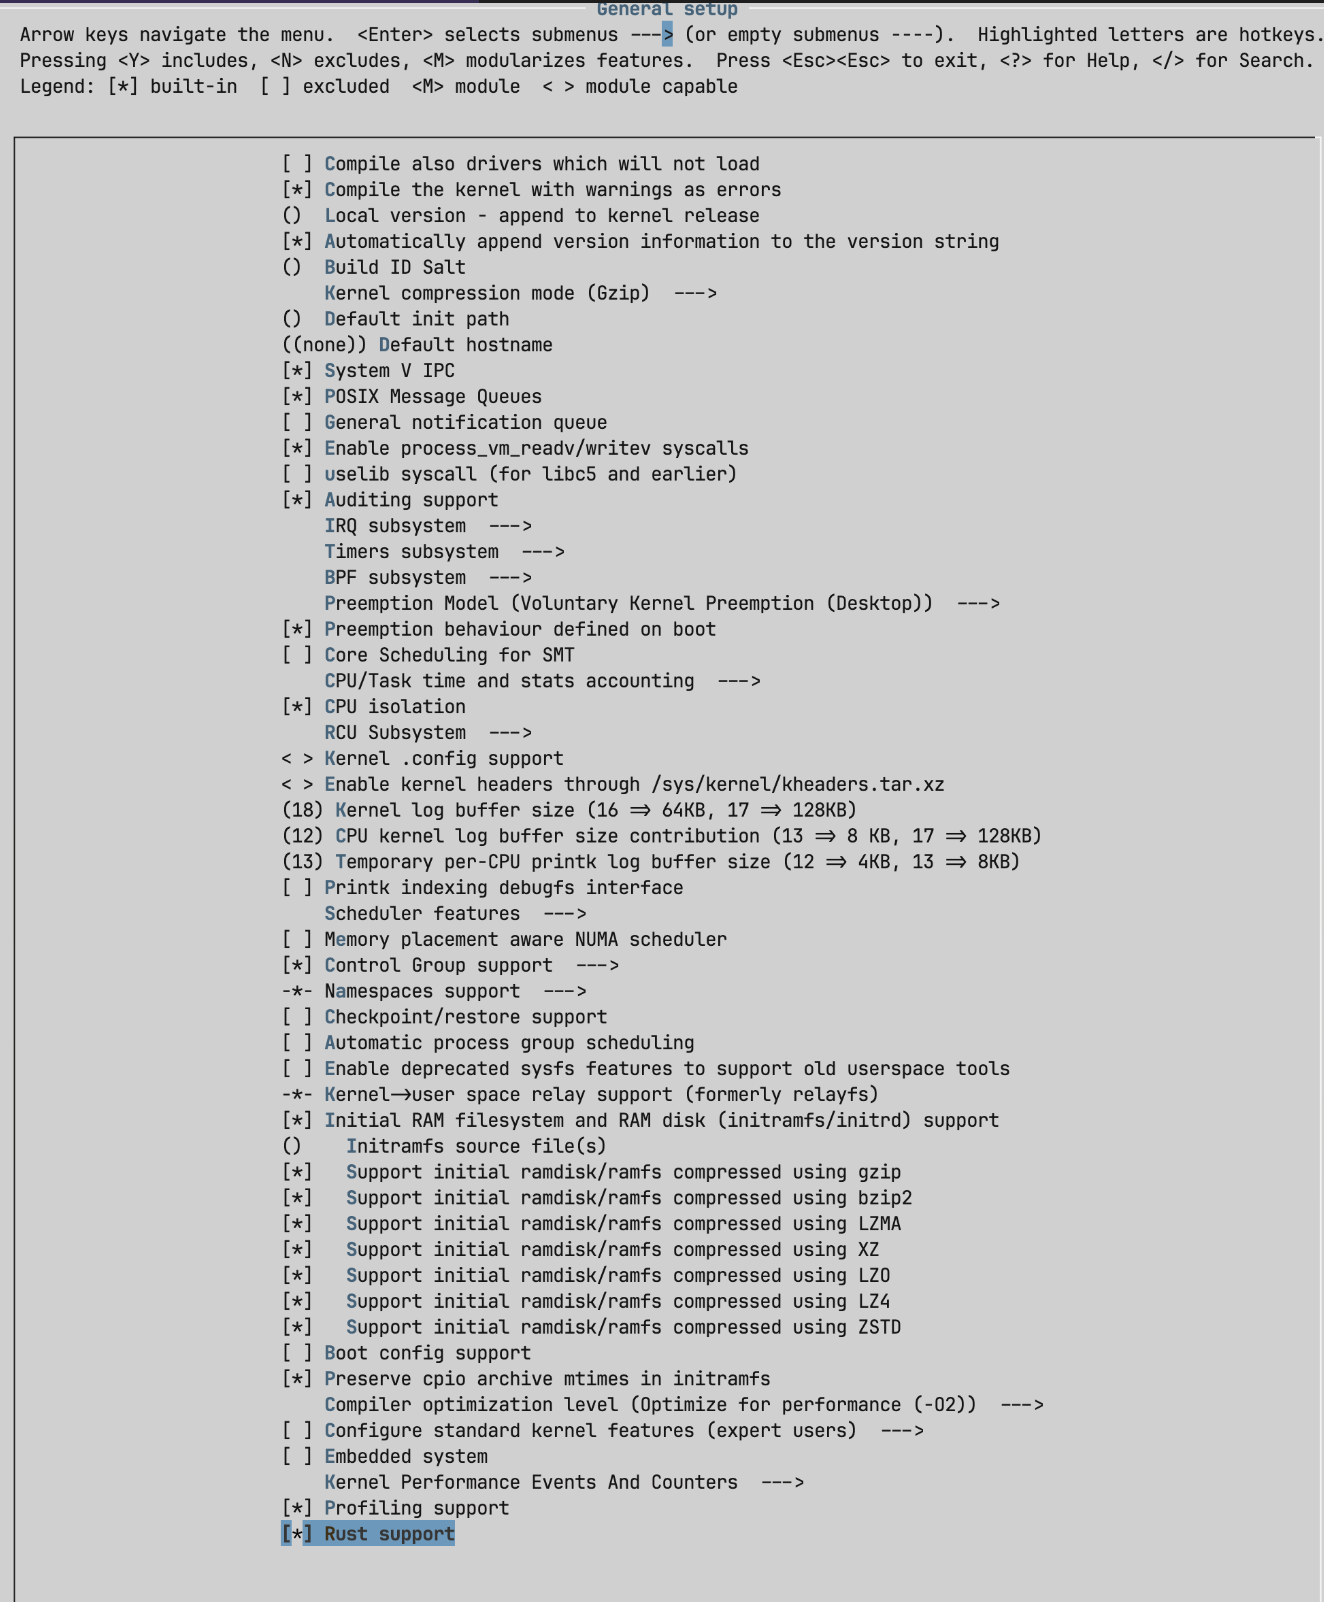 General setup
Arrow keys navigate the menu.  <Enter> selects submenus ---> (or empty submenus ----).  Highlighted letters are hotkeys.
Pressing <Y> includes, <N> excludes, <M> modularizes features.  Press <Esc><Esc> to exit, <?> for Help, </> for Search.
Legend: [*] built-in  [ ] excluded  <M> module  < > module capable
[ ] Compile also drivers which will not load
[*] Compile the kernel with warnings as errors
()  Local version - append to kernel release
[*] Automatically append version information to the version string
()  Build ID Salt
    Kernel compression mode (Gzip)  --->
()  Default init path
((none)) Default hostname
[*] System V IPC
[*] POSIX Message Queues
[ ] General notification queue
[*] Enable process_vm_readv/writev syscalls
[ ] uselib syscall (for libc5 and earlier)
[*] Auditing support
    IRQ subsystem  --->
    Timers subsystem  --->
    BPF subsystem  --->
    Preemption Model (Voluntary Kernel Preemption (Desktop))  --->
[*] Preemption behaviour defined on boot
[ ] Core Scheduling for SMT
    CPU/Task time and stats accounting  --->
[*] CPU isolation
    RCU Subsystem  --->
< > Kernel .config support
< > Enable kernel headers through /sys/kernel/kheaders.tar.xz
(18) Kernel log buffer size (16 => 64KB, 17 => 128KB)
(12) CPU kernel log buffer size contribution (13 => 8 KB, 17 => 128KB)
(13) Temporary per-CPU printk log buffer size (12 => 4KB, 13 => 8KB)
[ ] Printk indexing debugfs interface
    Scheduler features  --->
[ ] Memory placement aware NUMA scheduler
[*] Control Group support  --->
-*- Namespaces support  --->
[ ] Checkpoint/restore support
[ ] Automatic process group scheduling
[ ] Enable deprecated sysfs features to support old userspace tools
-*- Kernel->user space relay support (formerly relayfs)
[*] Initial RAM filesystem and RAM disk (initramfs/initrd) support
()    Initramfs source file(s)
[*]   Support initial ramdisk/ramfs compressed using gzip
[*]   Support initial ramdisk/ramfs compressed using bzip2
[*]   Support initial ramdisk/ramfs compressed using LZMA
[*]   Support initial ramdisk/ramfs compressed using XZ
[*]   Support initial ramdisk/ramfs compressed using LZO
[*]   Support initial ramdisk/ramfs compressed using LZ4
[*]   Support initial ramdisk/ramfs compressed using ZSTD
[ ] Boot config support
[*] Preserve cpio archive mtimes in initramfs
    Compiler optimization level (Optimize for performance (-O2))  --->
[ ] Configure standard kernel features (expert users)  --->
[ ] Embedded system
    Kernel Performance Events And Counters  --->
[*] Profiling support
[*] Rust support